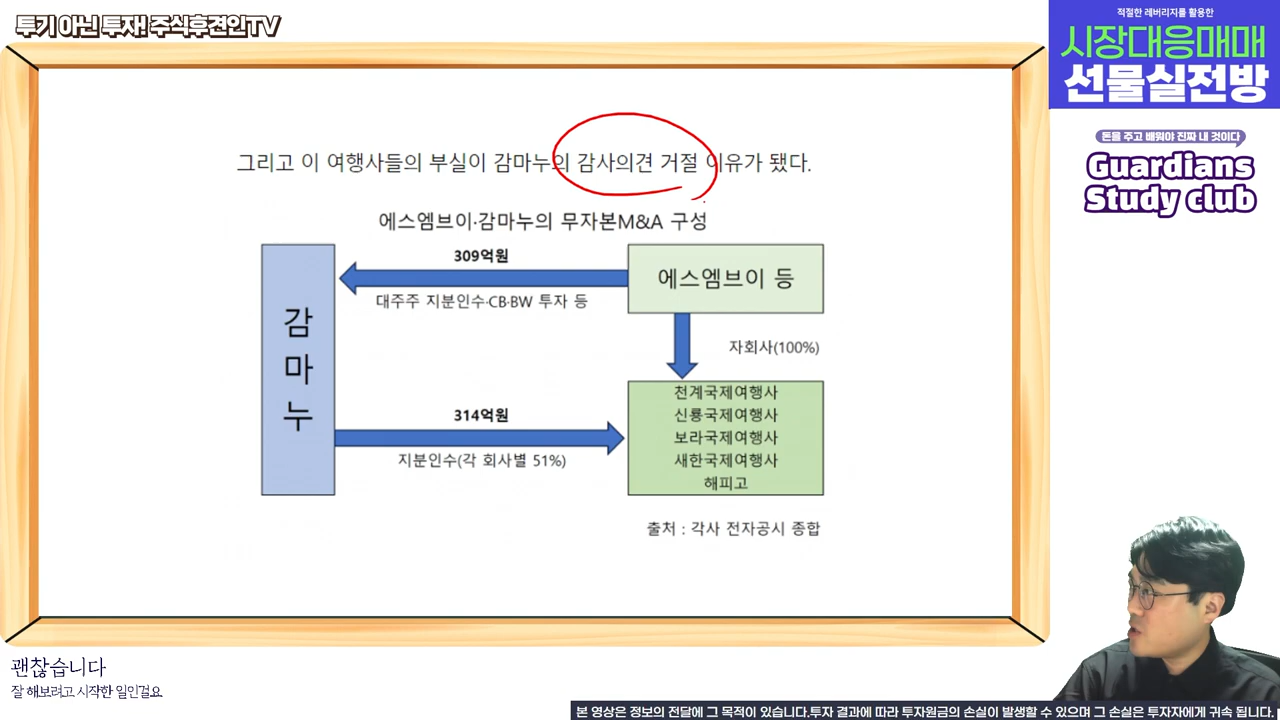 투기 아닌 투자! 주식후견인TV
적절한 레버리지를 활용한
시장대응매매
선물실전방
돈을 주고 배워야 진짜 내 것이다
Guardians
Study club
그리고 이 여행사들의 부실이 감마누의 감사의견 거절 이유가 됐다.
에스엠브이·감마누의 무자본M&A 구성
309억원
에스엠브이 등
대주주 지분인수·CB·BW 투자 등
감
마
누
자회사(100%)
천계국제여행사
신룡국제여행사
보라국제여행사
새한국제여행사
해피고
314억원
지분인수(각 회사별 51%)
출처 : 각사 전자공시 종합
괜찮습니다
잘 해보려고 시작한 일인걸요
본 영상은 정보의 전달에 그 목적이 있습니다.투자 결과에 따라 투자원금의 손실이 발생할 수 있으며 그 손실은 투자자에게 귀속 됩니다.